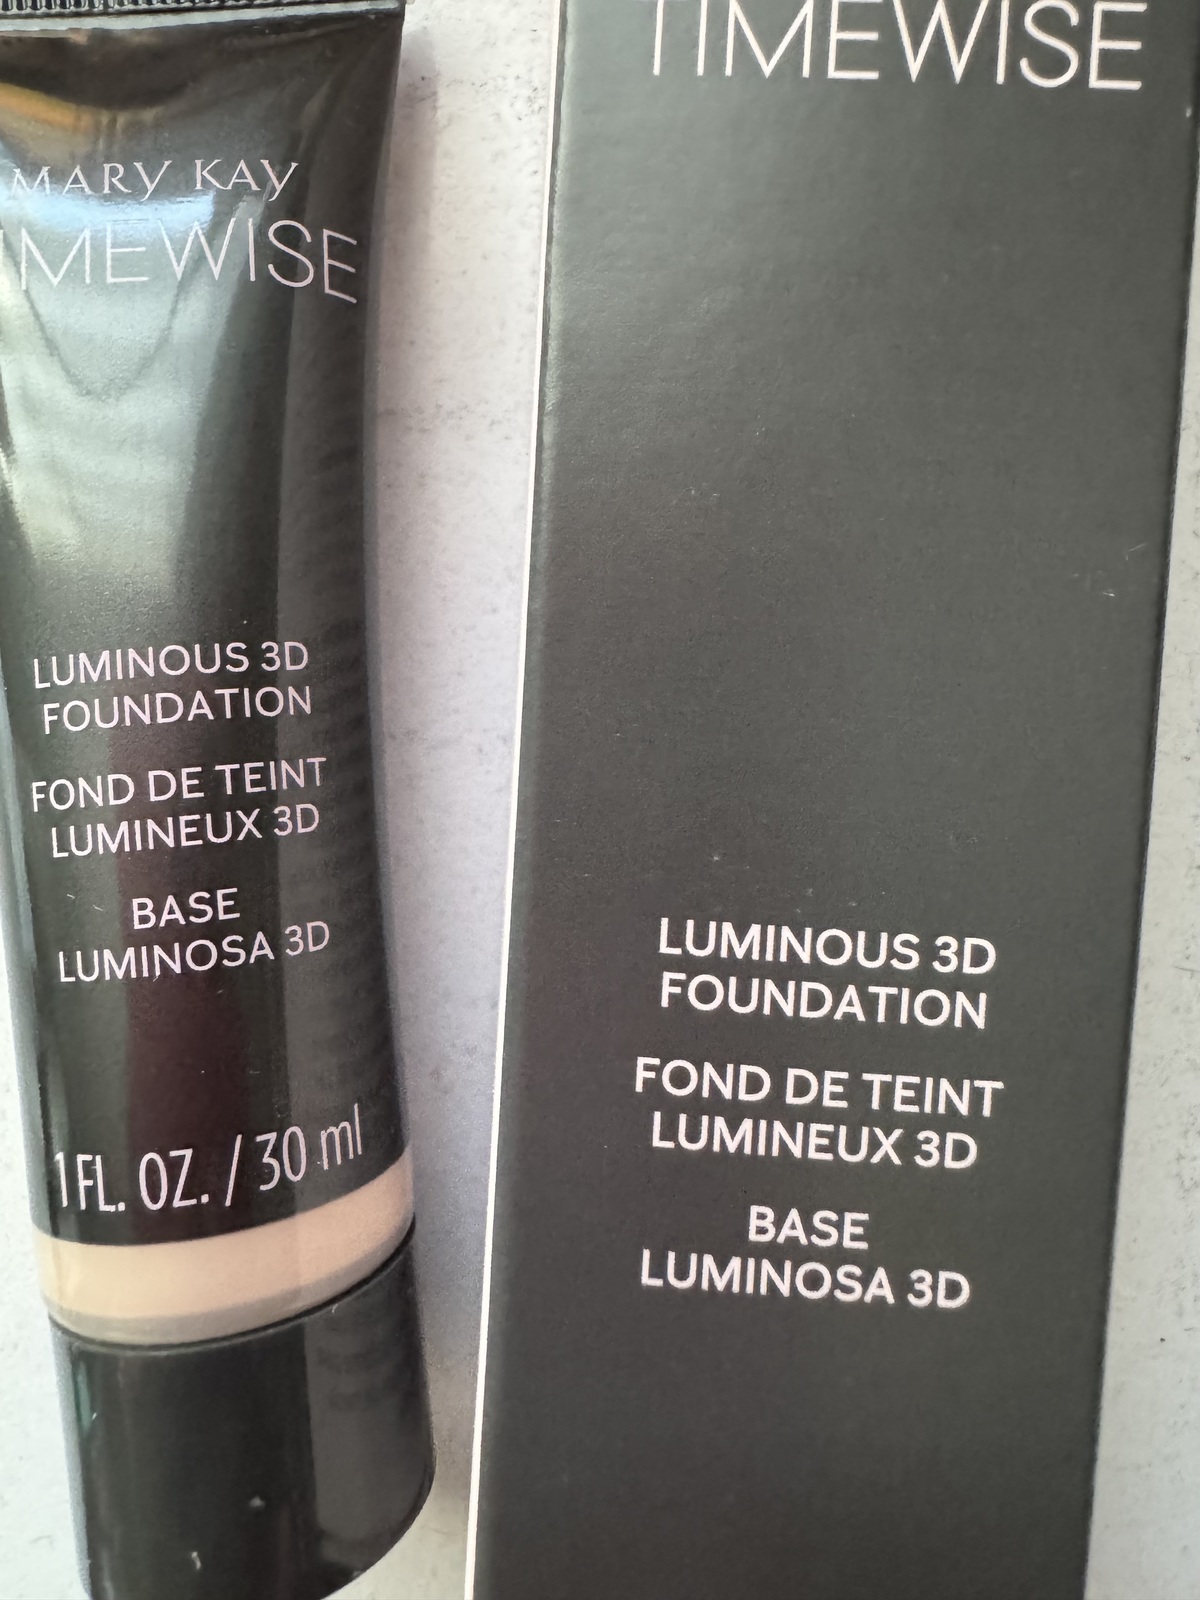 MARY KAY
IMEWISE
LUMINOUS 3D
FOUNDATION
FOND DE TEINT
LUMINEUX 3D
BASE
LUMINOSA 3D
1 FL. OZ. / 30 ml
TIMEWISE
LUMINOUS 3D
FOUNDATION
FOND DE TEINT
LUMINEUX 3D
BASE
LUMINOSA 3D